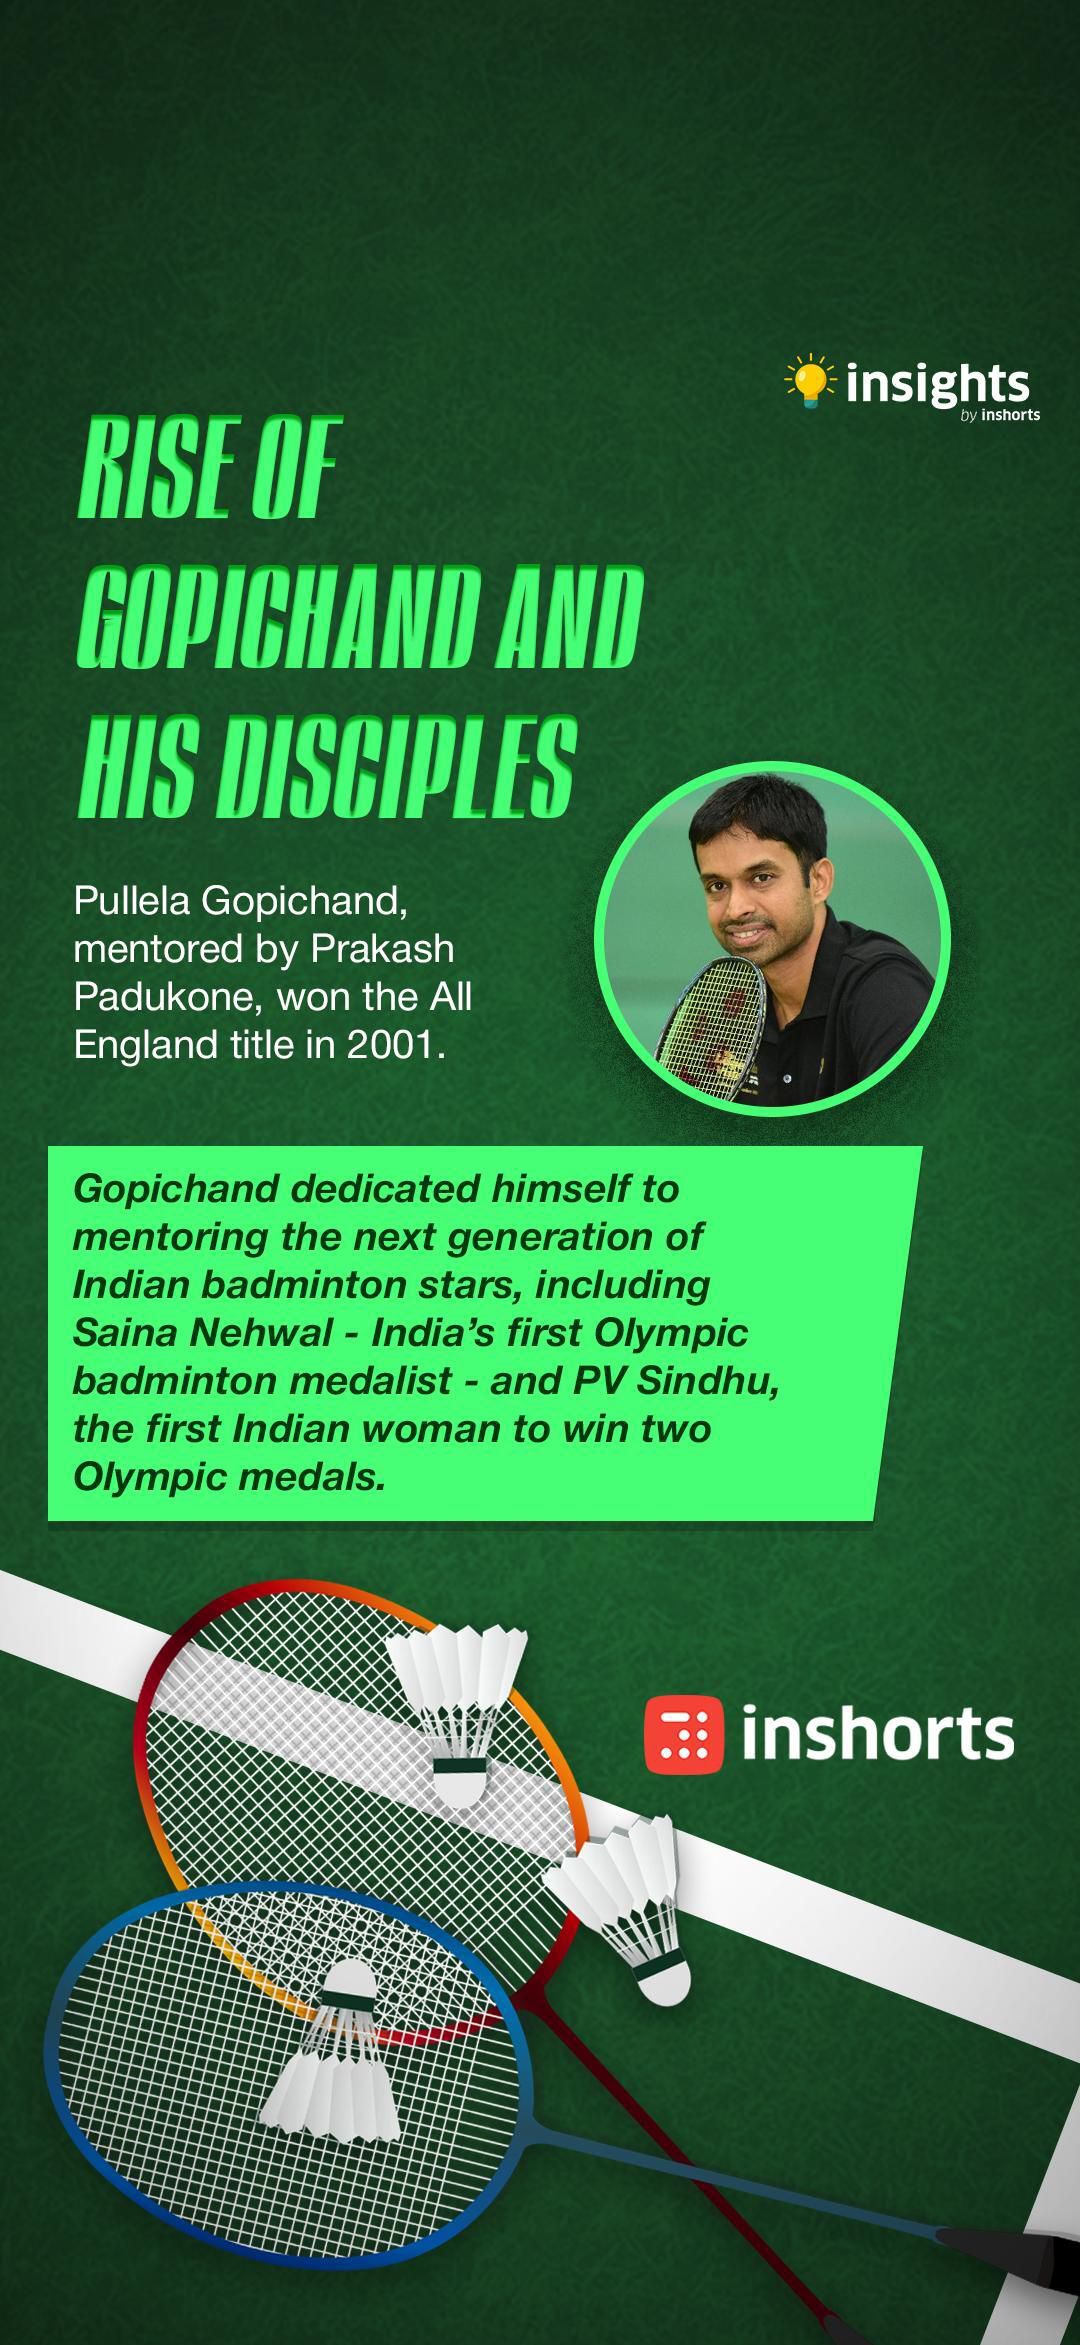 insights
by inshorts
RISE OF
GOPICHAND AND
HIS DISCIPLES
Pullela Gopichand,
mentored by Prakash
Padukone, won the All
England title in 2001.
Gopichand dedicated himself to
mentoring the next generation of
Indian badminton stars, including
Saina Nehwal - India’s first Olympic
badminton medalist - and PV Sindhu,
the first Indian woman to win two
Olympic medals.
inshorts